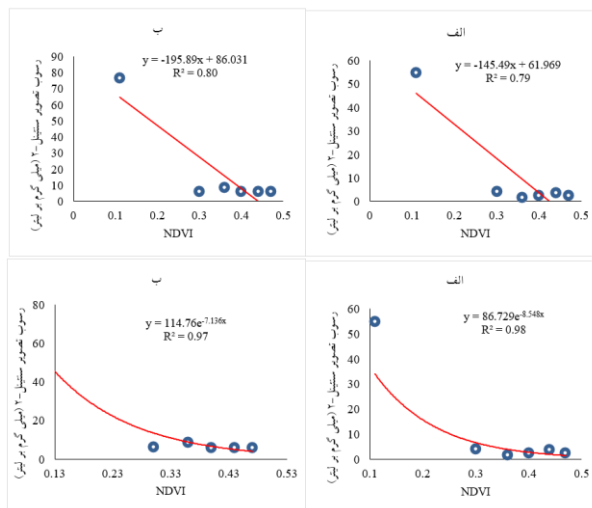 ب
y = -195.89x + 86.031
R² = 0.80
رسوب تصویر سنتینل-۲ (میلی گرم بر لیتر)
90
80
70
60
50
40
30
20
10
0
0 0.1 0.2 0.3 0.4 0.5
NDVI
الف
y = -145.49x + 61.969
R² = 0.79
رسوب تصویر سنتینل-۲ (میلی گرم بر لیتر)
60
50
40
30
20
10
0
0 0.1 0.2 0.3 0.4 0.5
NDVI
ب
y = 114.76e^-7.136x
R² = 0.97
رسوب تصویر سنتینل-۲ (میلی گرم بر لیتر)
80
60
40
20
0
0.13 0.23 0.33 0.43 0.53
NDVI
الف
y = 86.729e^-8.548x
R² = 0.98
رسوب تصویر سنتینل-۲ (میلی گرم بر لیتر)
60
50
40
30
20
10
0
0.1 0.2 0.3 0.4 0.5
NDVI